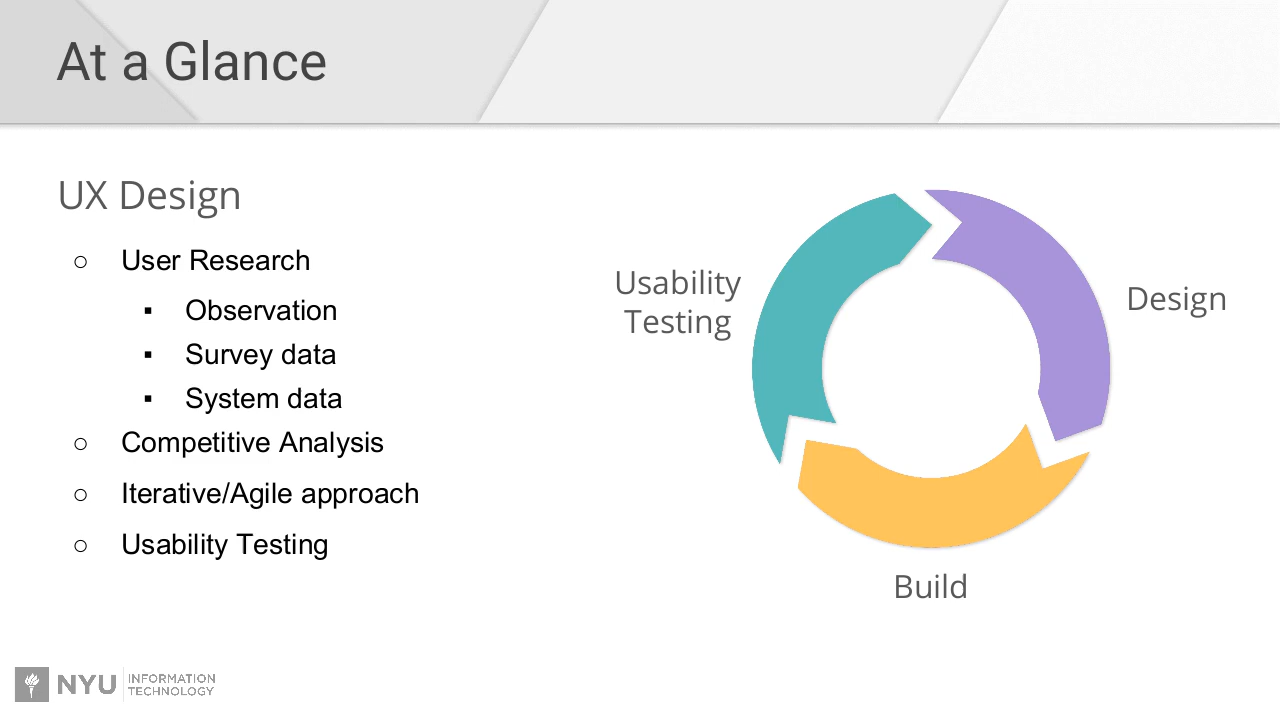 At a Glance
UX Design
○ User Research
▪ Observation
▪ Survey data
▪ System data
○ Competitive Analysis
○ Iterative/Agile approach
○ Usability Testing
Usability
Testing
Design
Build
NYU INFORMATION
TECHNOLOGY